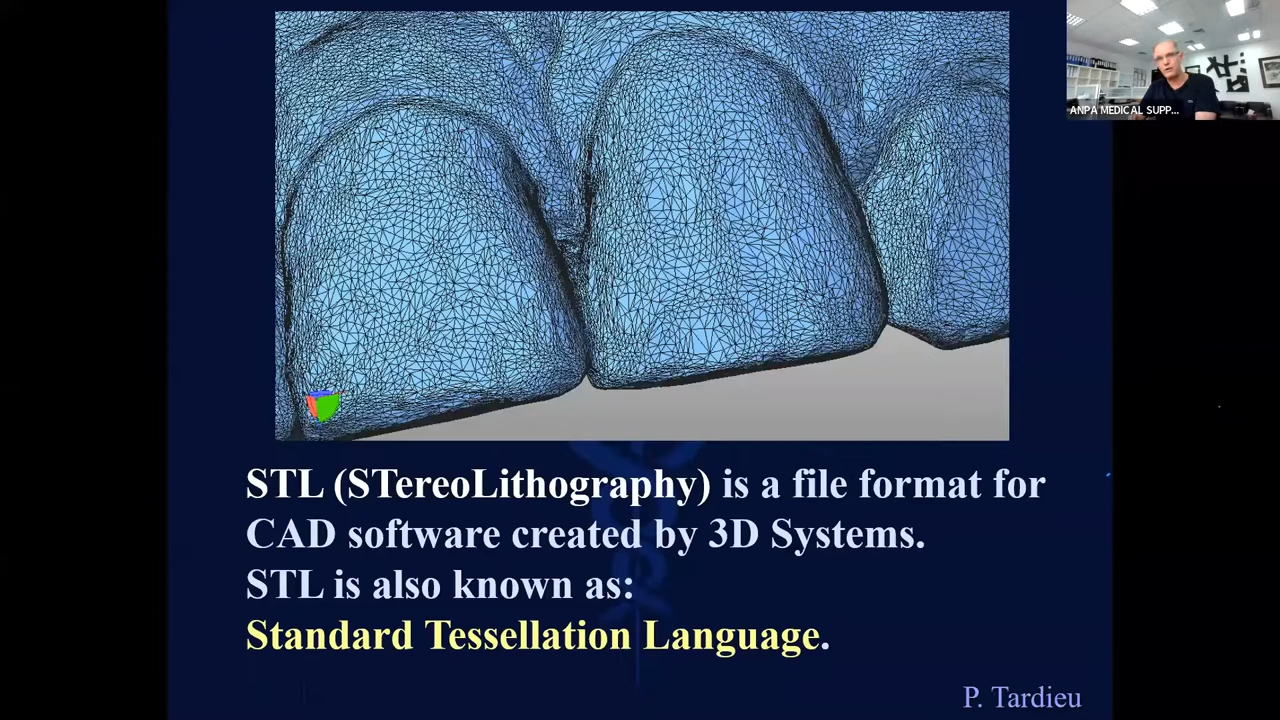 ANPA MEDICAL SUPP...
STL (STereoLithography) is a file format for
CAD software created by 3D Systems.
STL is also known as:
Standard Tessellation Language.
P. Tardieu